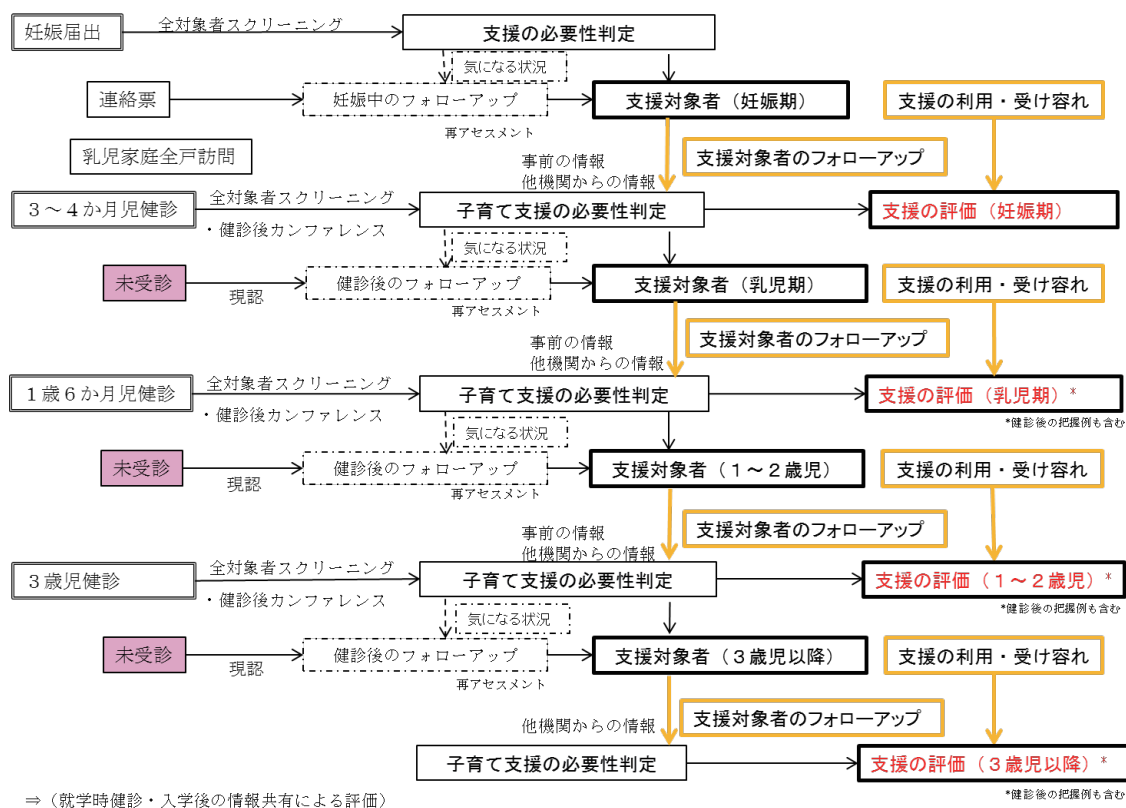 妊娠届出
全対象者スクリーニング
支援の必要性判定
気になる状況
連絡票
妊娠中のフォローアップ
支援対象者（妊娠期）
支援の利用・受け容れ
再アセスメント
乳児家庭全戸訪問
事前の情報
他機関からの情報
支援対象者のフォローアップ
３～４か月児健診
全対象者スクリーニング
・健診後カンファレンス
子育て支援の必要性判定
支援の評価（妊娠期）
気になる状況
未受診
現認
健診後のフォローアップ
支援対象者（乳児期）
支援の利用・受け容れ
再アセスメント
事前の情報
他機関からの情報
支援対象者のフォローアップ
１歳６か月児健診
全対象者スクリーニング
・健診後カンファレンス
子育て支援の必要性判定
支援の評価（乳児期）*
*健診後の把握例も含む
気になる状況
未受診
現認
健診後のフォローアップ
支援対象者（１～２歳児）
支援の利用・受け容れ
再アセスメント
事前の情報
他機関からの情報
支援対象者のフォローアップ
３歳児健診
全対象者スクリーニング
・健診後カンファレンス
子育て支援の必要性判定
支援の評価（１～２歳児）*
*健診後の把握例も含む
気になる状況
未受診
現認
健診後のフォローアップ
支援対象者（３歳児以降）
支援の利用・受け容れ
再アセスメント
他機関からの情報
支援対象者のフォローアップ
子育て支援の必要性判定
支援の評価（３歳児以降）*
*健診後の把握例も含む
⇒（就学時健診・入学後の情報共有による評価）